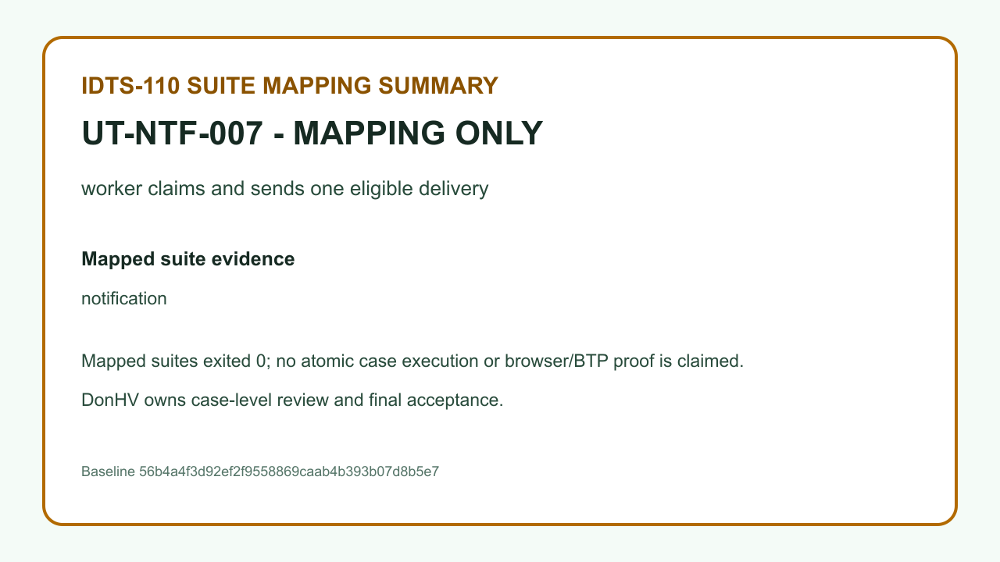 IDTS-110 SUITE MAPPING SUMMARY
UT-NTF-007 - MAPPING ONLY
worker claims and sends one eligible delivery
Mapped suite evidence
notification
Mapped suites exited 0; no atomic case execution or browser/BTP proof is claimed.
DonHV owns case-level review and final acceptance.
Baseline 56b4a4f3d92ef2f9558869caab4b393b07d8b5e7